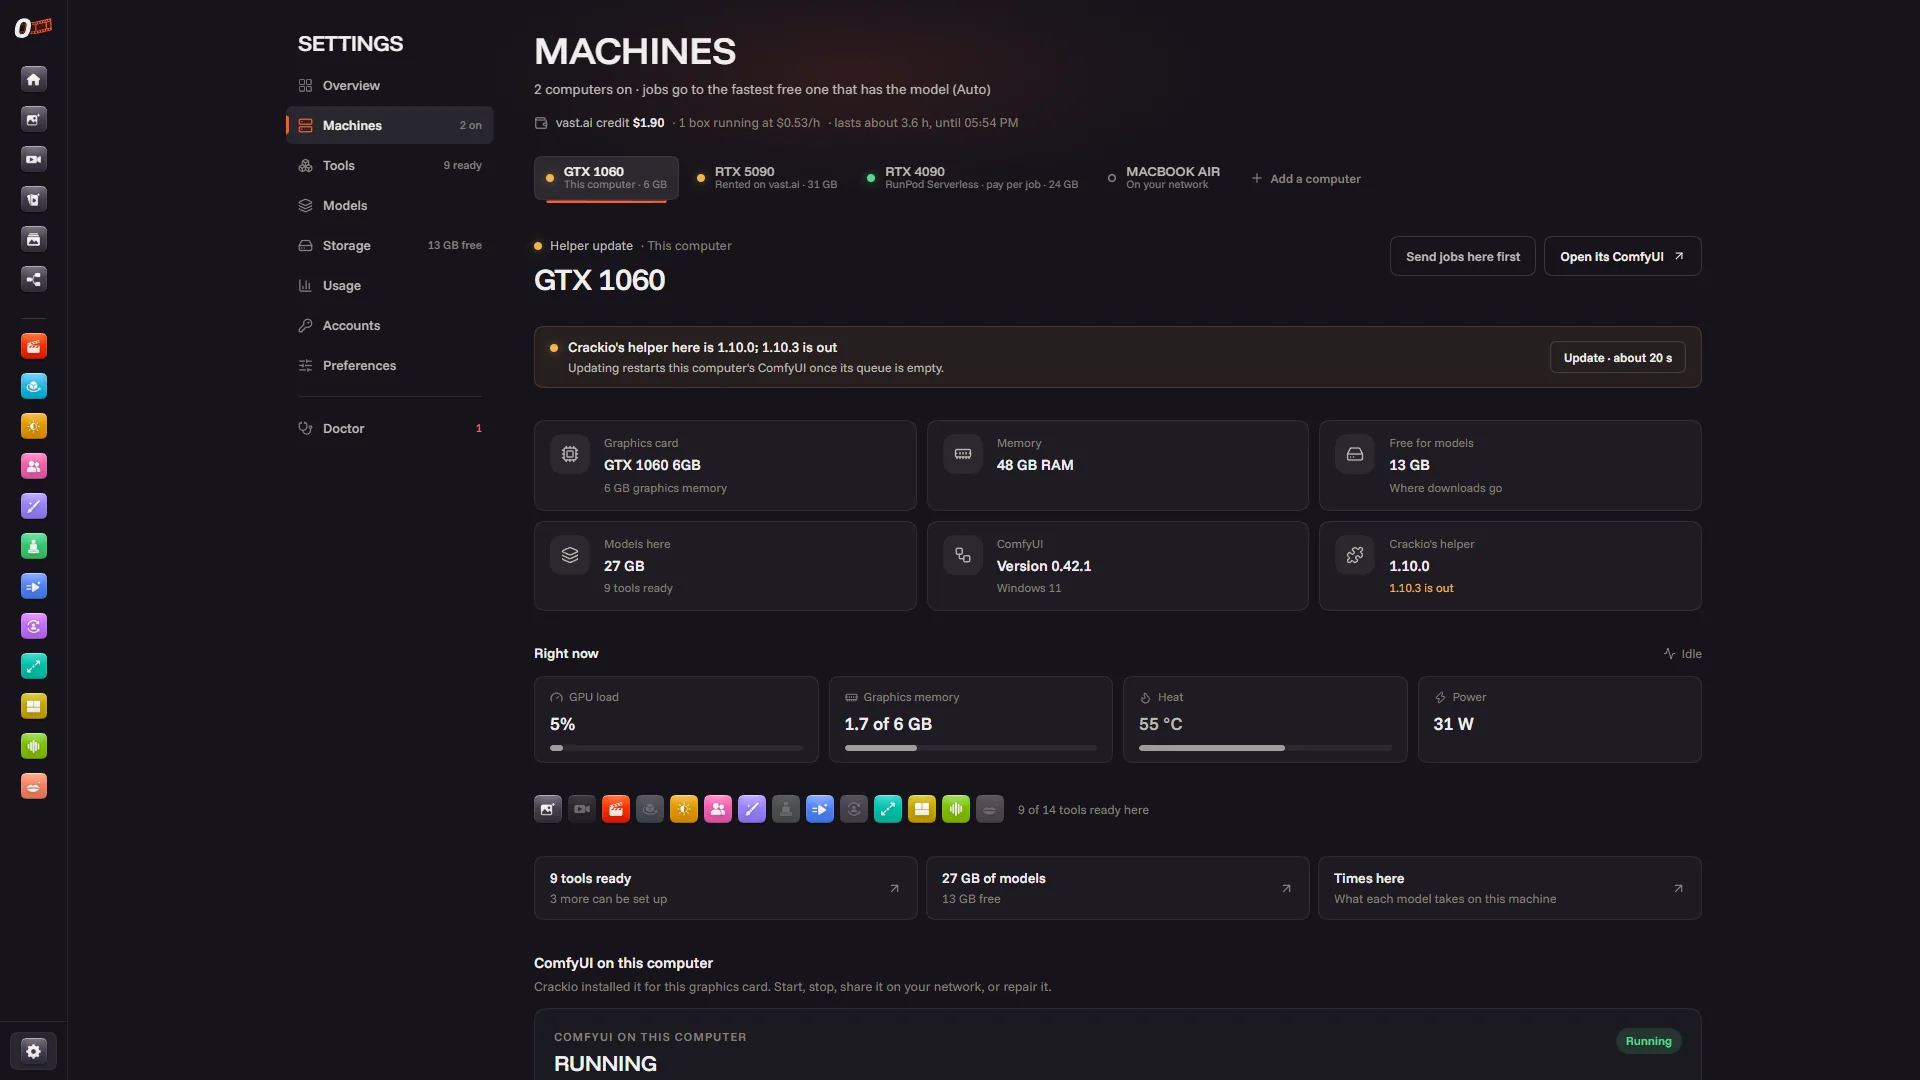 SETTINGS
Overview
Machines 2 on
Tools 9 ready
Models
Storage 13 GB free
Usage
Accounts
Preferences
Doctor 1
MACHINES
2 computers on · jobs go to the fastest free one that has the model (Auto)
vast.ai credit $1.90 · 1 box running at $0.53/h · lasts about 3.6 h, until 05:54 PM
GTX 1060
This computer · 6 GB
RTX 5090
Rented on vast.ai · 31 GB
RTX 4090
RunPod Serverless · pay per job · 24 GB
MACBOOK AIR
On your network
Add a computer
Helper update · This computer
GTX 1060
Send jobs here first
Open its ComfyUI
Crackio's helper here is 1.10.0; 1.10.3 is out
Updating restarts this computer's ComfyUI once its queue is empty.
Update · about 20 s
Graphics card
GTX 1060 6GB
6 GB graphics memory
Memory
48 GB RAM
Free for models
13 GB
Where downloads go
Models here
27 GB
9 tools ready
ComfyUI
Version 0.42.1
Windows 11
Crackio's helper
1.10.0
1.10.3 is out
Right now
Idle
GPU load
5%
Graphics memory
1.7 of 6 GB
Heat
55 °C
Power
31 W
9 of 14 tools ready here
9 tools ready
3 more can be set up
27 GB of models
13 GB free
Times here
What each model takes on this machine
ComfyUI on this computer
Crackio installed it for this graphics card. Start, stop, share it on your network, or repair it.
COMFYUI ON THIS COMPUTER
RUNNING
Running